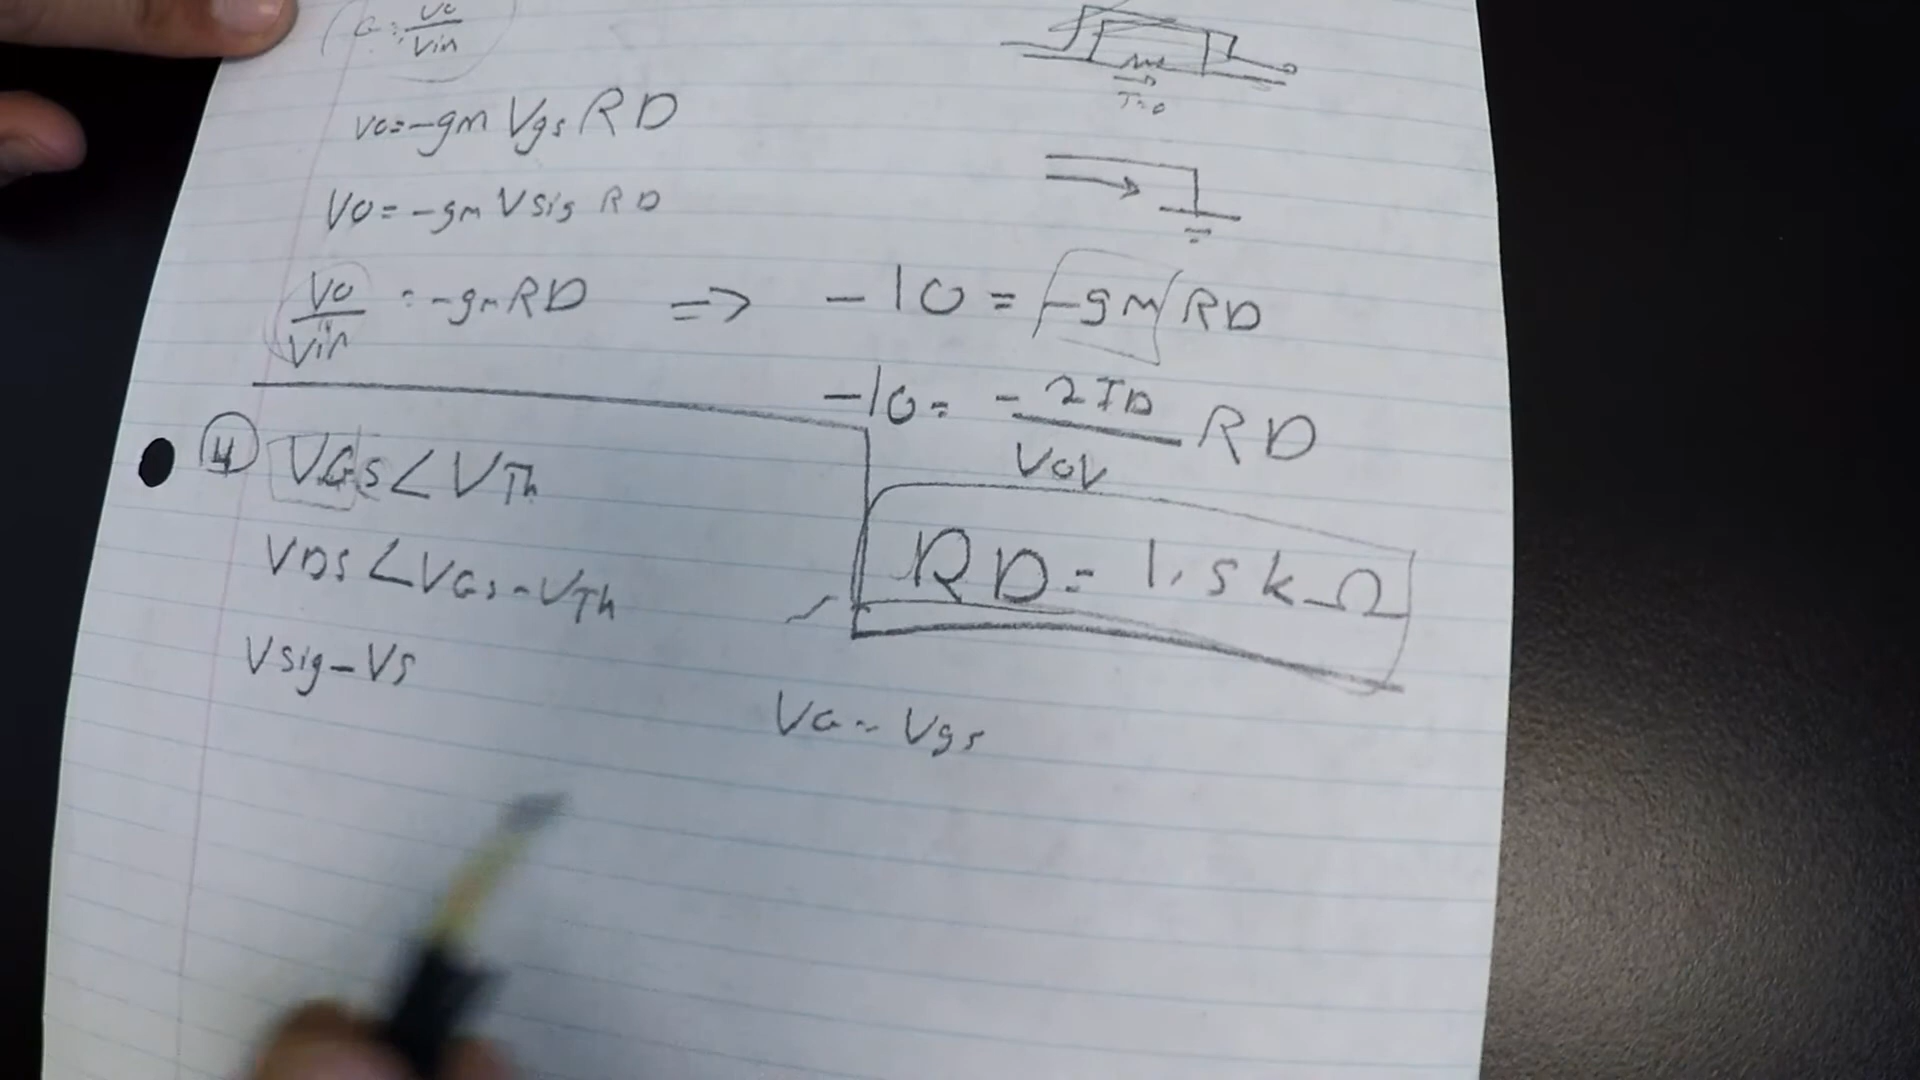 G = Vo / Vin
Vo = -gm Vgs RD
Vo = -gm Vsig RD
Vo / Vin = -gm RD => -10 = -gm RD
-10 = - 2ID / VOV RD
RD = 1.5 kΩ
4 VGS < VTh
VDS < VGS - VTh
Vsig - VS
VG - Vgs